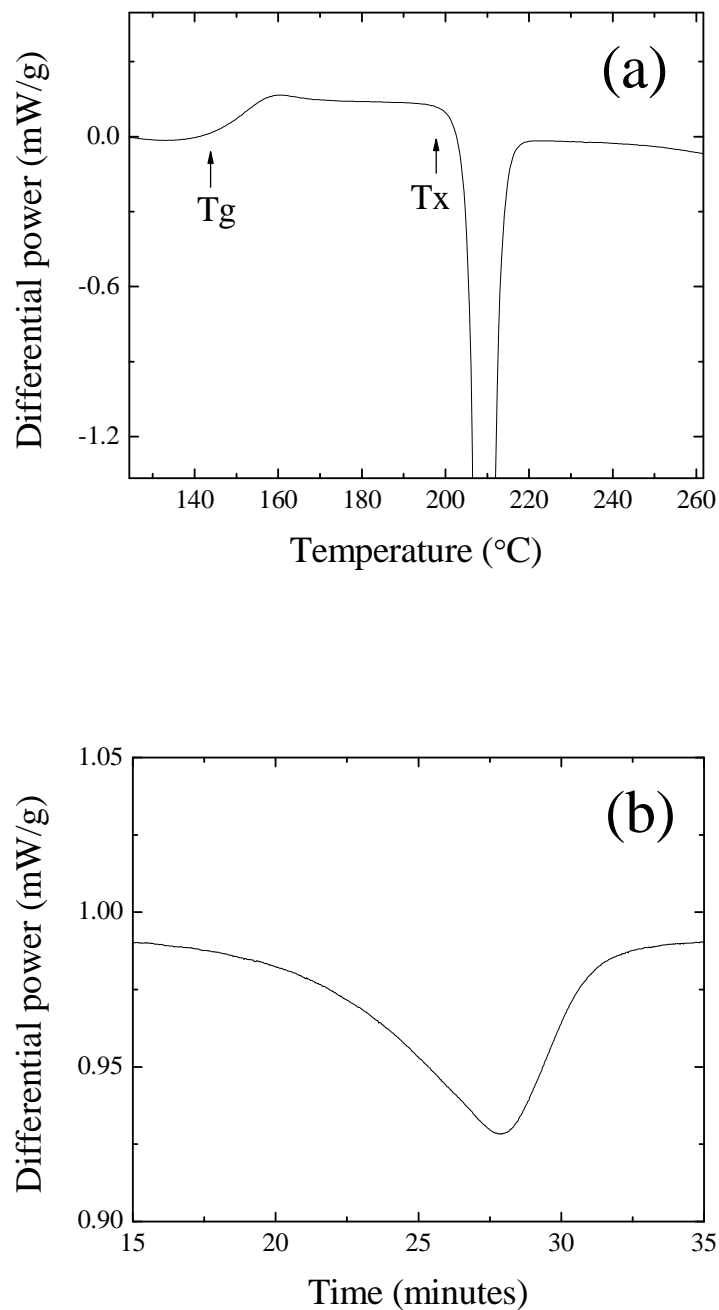 (a)
Differential power (mW/g)
0.0
-0.6
-1.2
Tg
Tx
140 160 180 200 220 240 260
Temperature (°C)
(b)
Differential power (mW/g)
1.05
1.00
0.95
0.90
15 20 25 30 35
Time (minutes)